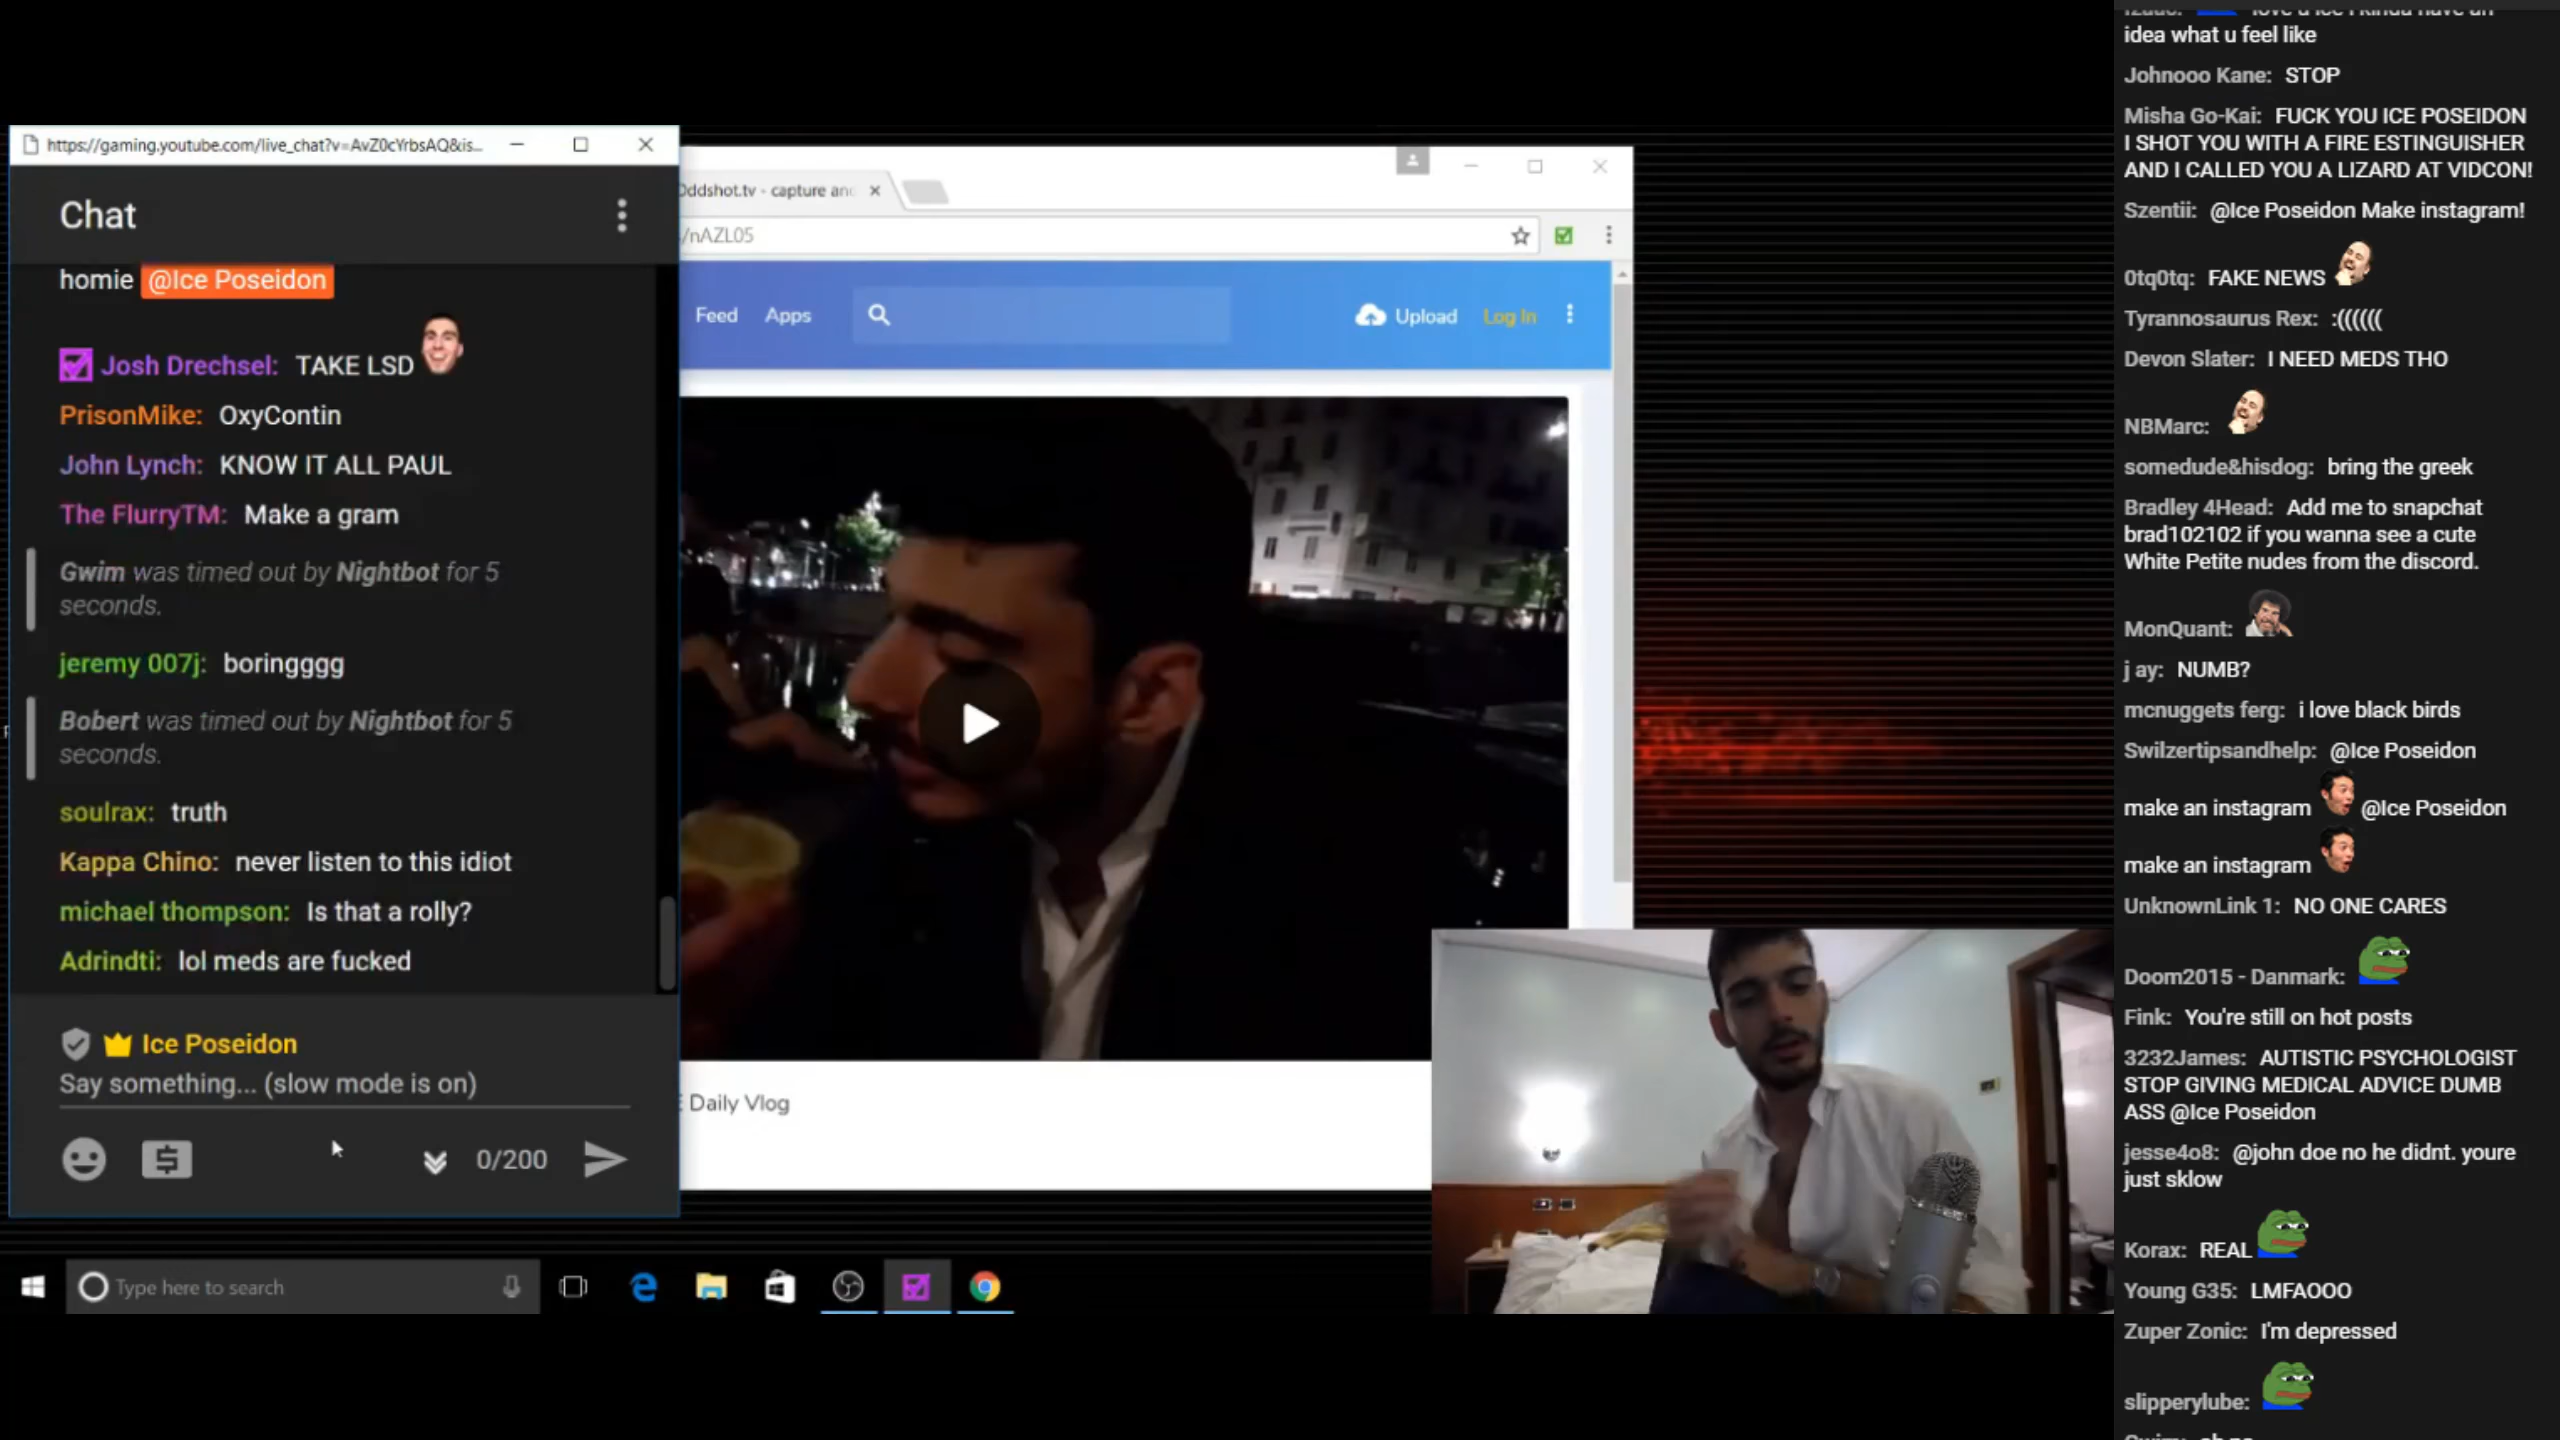 https://gaming.youtube.com/live_chat?v=AvZ0cYrbsAQ&is...
Chat
homie @Ice Poseidon
Josh Drechsel: TAKE LSD
PrisonMike: OxyContin
John Lynch: KNOW IT ALL PAUL
The FlurryTM: Make a gram
Gwim was timed out by Nightbot for 5
seconds.
jeremy 007j: boringggg
Bobert was timed out by Nightbot for 5
seconds.
soulrax: truth
Kappa Chino: never listen to this idiot
michael thompson: Is that a rolly?
Adrindti: lol meds are fucked
Ice Poseidon
Say something... (slow mode is on)
0/200
Oddshot.tv - capture and
/nAZL05
Feed Apps
Upload Log In
Daily Vlog
Type here to search
idea what u feel like
Johnooo Kane: STOP
Misha Go-Kai: FUCK YOU ICE POSEIDON
I SHOT YOU WITH A FIRE ESTINGUISHER
AND I CALLED YOU A LIZARD AT VIDCON!
Szentii: @Ice Poseidon Make instagram!
0tq0tq: FAKE NEWS
Tyrannosaurus Rex: :((((((
Devon Slater: I NEED MEDS THO
NBMarc:
somedude&hisdog: bring the greek
Bradley 4Head: Add me to snapchat
brad102102 if you wanna see a cute
White Petite nudes from the discord.
MonQuant:
j ay: NUMB?
mcnuggets ferg: i love black birds
Swilzertipsandhelp: @Ice Poseidon
make an instagram @Ice Poseidon
make an instagram
UnknownLink 1: NO ONE CARES
Doom2015 - Danmark:
Fink: You're still on hot posts
3232James: AUTISTIC PSYCHOLOGIST
STOP GIVING MEDICAL ADVICE DUMB
ASS @Ice Poseidon
jesse4o8: @john doe no he didnt. youre
just sklow
Korax: REAL
Young G35: LMFAOOO
Zuper Zonic: I'm depressed
slipperylube: